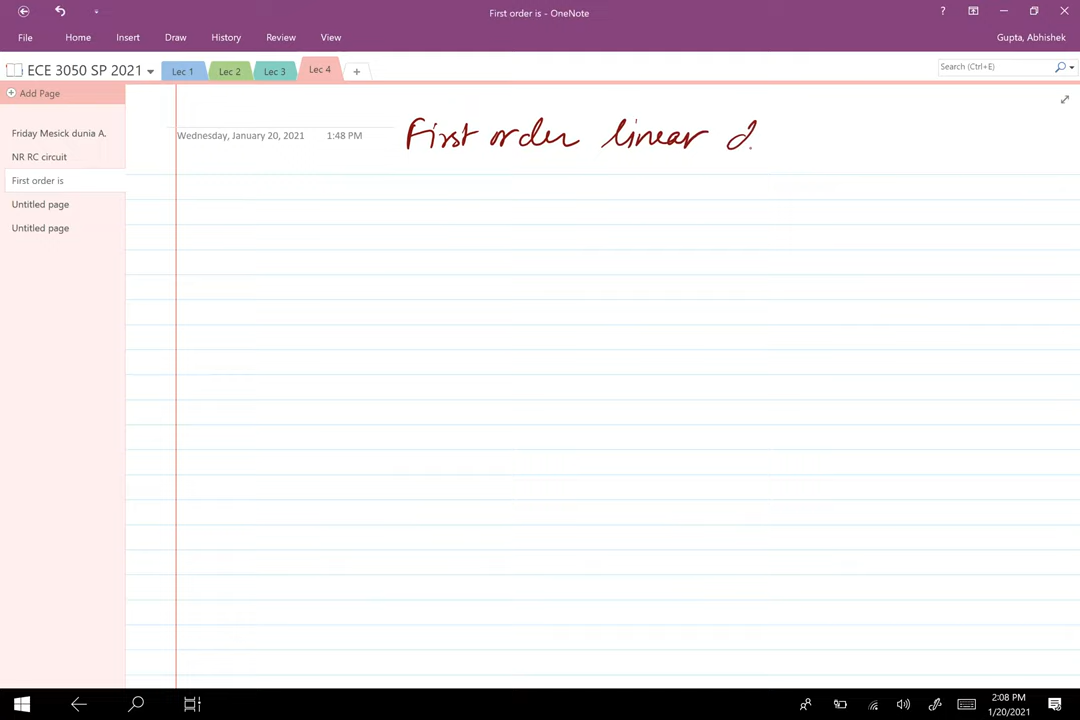 First order is - OneNote
?
File Home Insert Draw History Review View
Gupta, Abhishek
ECE 3050 SP 2021
Lec 1 Lec 2 Lec 3 Lec 4 +
Search (Ctrl+E)
Add Page
Wednesday, January 20, 2021 1:48 PM
First order linear d
Friday Mesick dunia A.
NR RC circuit
First order is
Untitled page
Untitled page
2:08 PM
1/20/2021